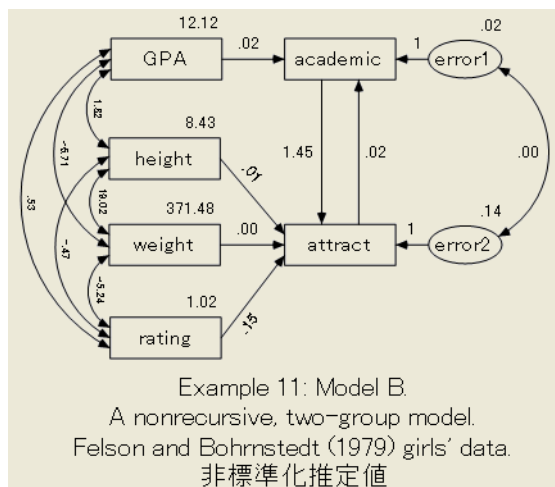 12.12
.02
GPA
.02
academic
1
error1
1.82
8.43
-6.71
height
1.45
.02
.00
.53
-.01
19.02
371.48
.14
-.47
weight
.00
attract
1
error2
-5.24
1.02
rating
.15
Example 11: Model B.
A nonrecursive, two-group model.
Felson and Bohrnstedt (1979) girls' data.
非標準化推定値